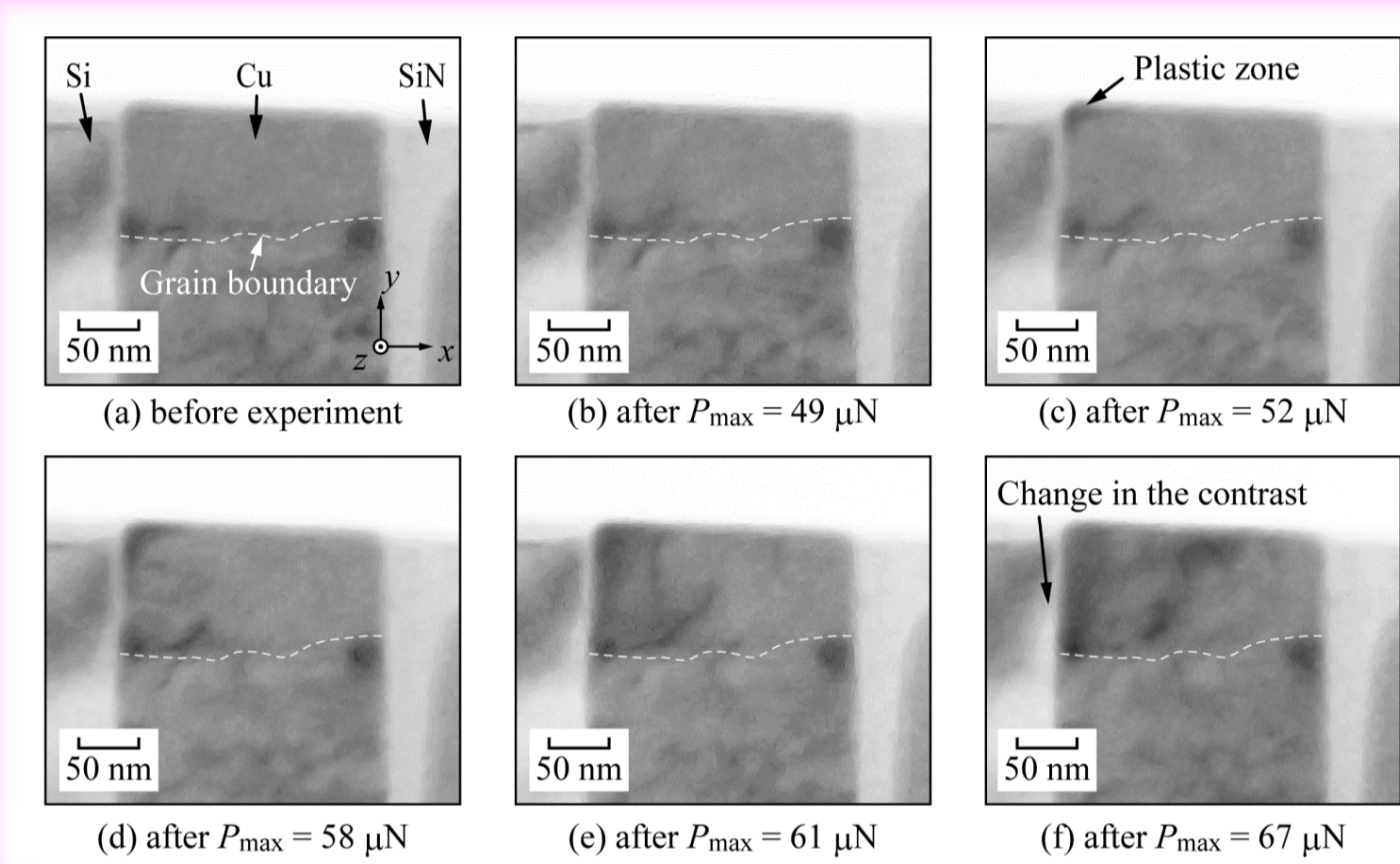 Si
Cu
SiN
Grain boundary
y
x
z
50 nm
(a) before experiment
50 nm
(b) after Pmax = 49 μN
Plastic zone
50 nm
(c) after Pmax = 52 μN
50 nm
(d) after Pmax = 58 μN
50 nm
(e) after Pmax = 61 μN
Change in the contrast
50 nm
(f) after Pmax = 67 μN